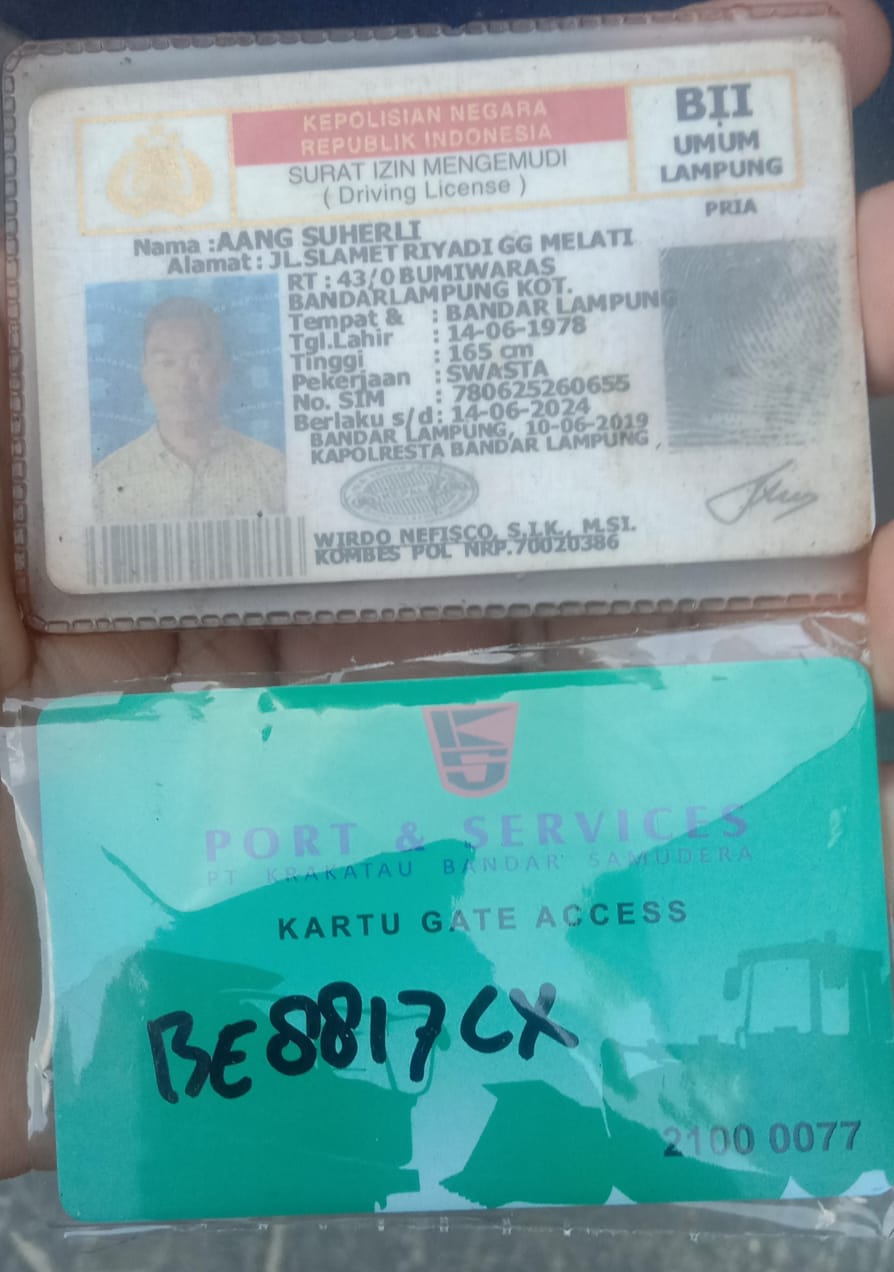 KEPOLISIAN NEGARA
REPUBLIK INDONESIA
SURAT IZIN MENGEMUDI
( Driving License )
BII
UMUM
LAMPUNG
PRIA
Nama : AANG SUHERLI
Alamat : JL.SLAMET RIYADI GG MELATI
RT : 43/0 BUMIWARAS
BANDARLAMPUNG KOT.
Tempat & : BANDAR LAMPUNG
Tgl.Lahir : 14-06-1978
Tinggi : 165 cm
Pekerjaan : SWASTA
No. SIM : 780625260655
Berlaku s/d : 14-06-2024
BANDAR LAMPUNG, 10-06-2019
KAPOLRESTA BANDAR LAMPUNG
WIRDO NEFISCO, S.I.K., M.SI.
KOMBES POL NRP.70020386
PORT & SERVICES
PT KRAKATAU BANDAR SAMUDERA
KARTU GATE ACCESS
BE8817CX
2100 0077